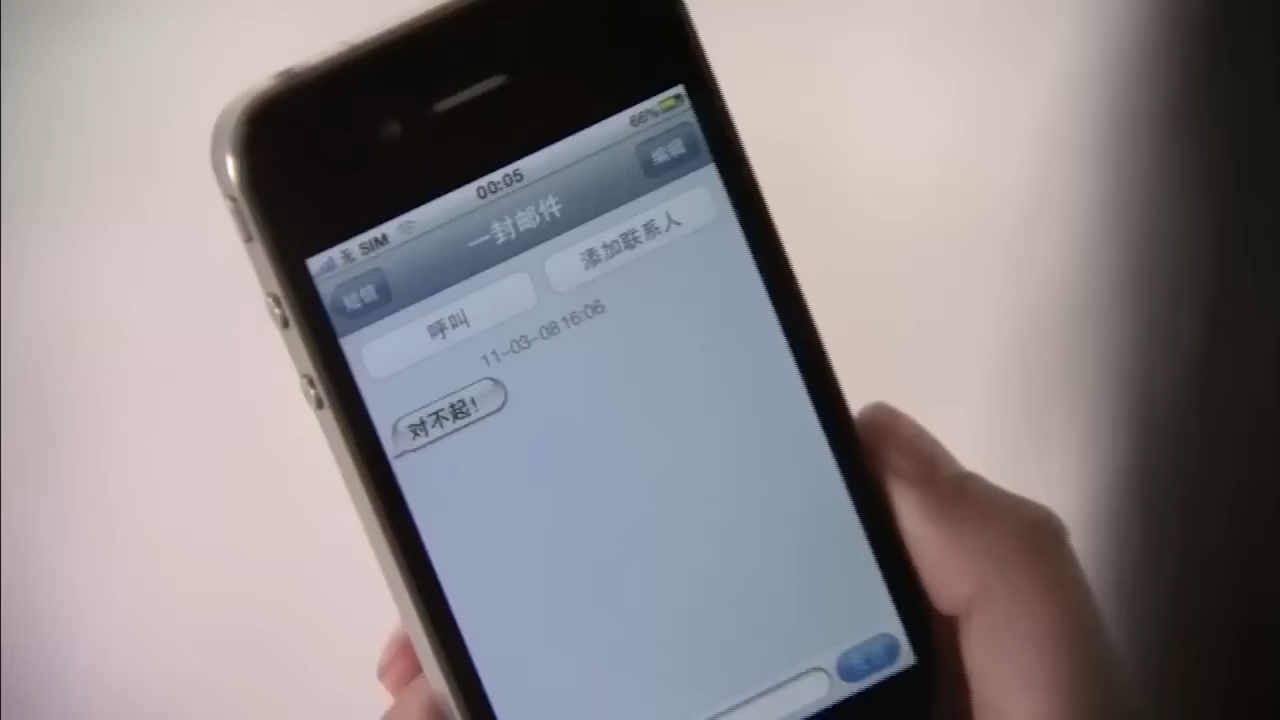 无 SIM
00:05
66%
短信
一封邮件
编辑
呼叫
添加联系人
11-03-08 16:06
对不起!